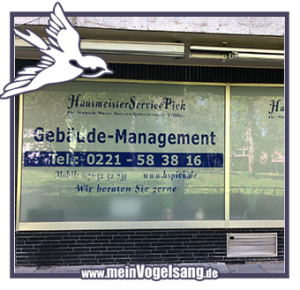 HausmeisterServicePick
Gebäude-Management
Tel.: 0221 - 58 38 16
www.hspick.de
Wir beraten Sie gerne
www.meinVogelsang.de